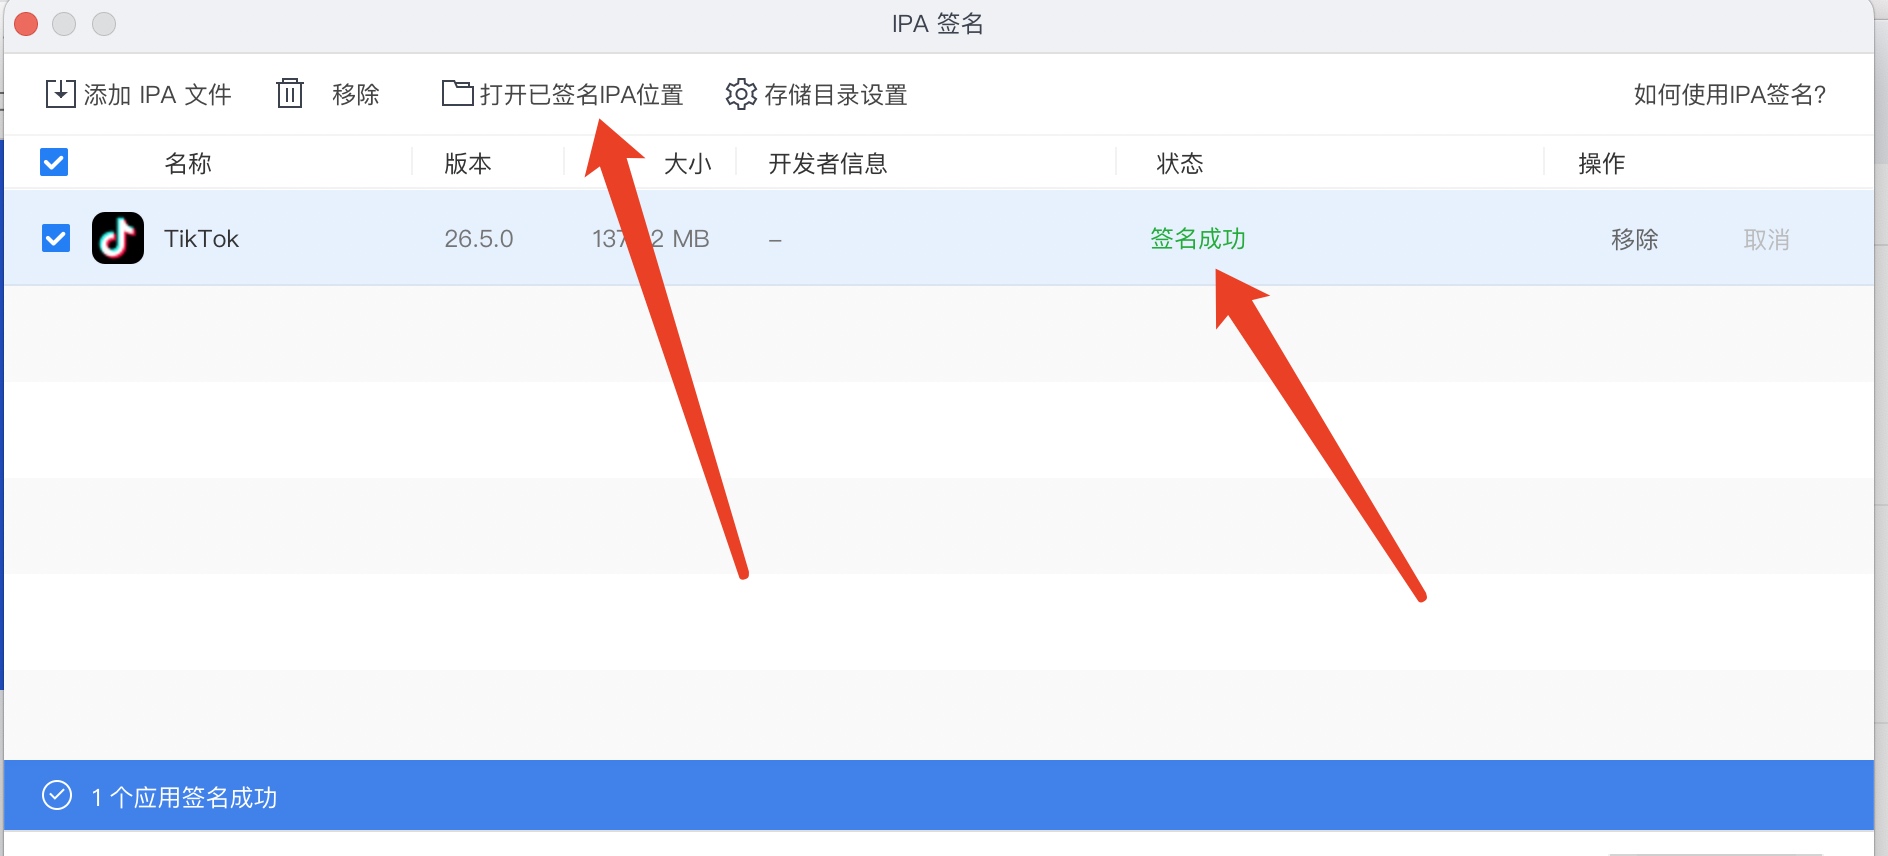 IPA 签名
添加 IPA 文件 移除 打开已签名IPA位置 存储目录设置 如何使用IPA签名?
名称 版本 大小 开发者信息 状态 操作
TikTok 26.5.0 MB – 签名成功 移除 取消
1 个应用签名成功